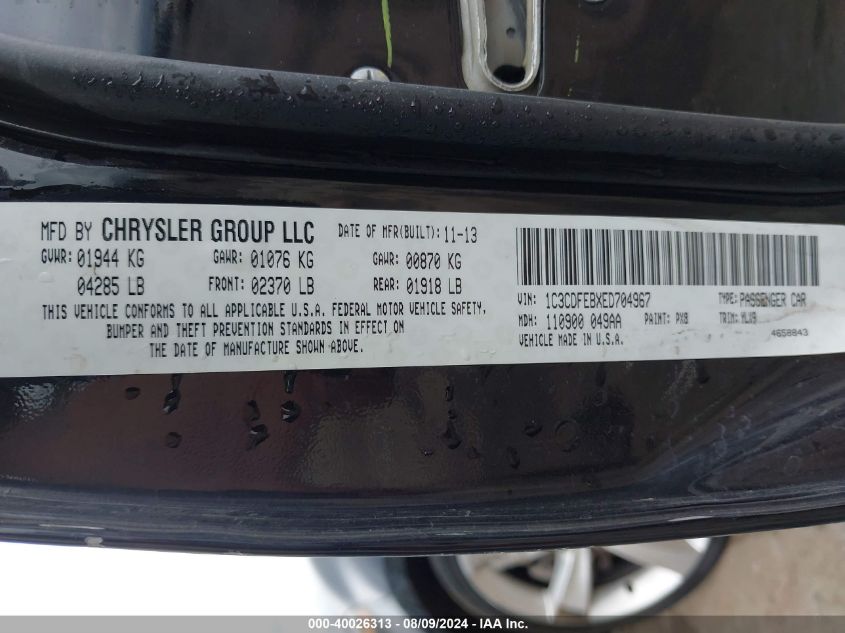 MFD BY CHRYSLER GROUP LLC
DATE OF MFR(BUILT): 11-13
GVWR: 01944 KG GAWR: 01076 KG GAWR: 00870 KG
04285 LB FRONT: 02370 LB REAR: 01918 LB
THIS VEHICLE CONFORMS TO ALL APPLICABLE U.S.A. FEDERAL MOTOR VEHICLE SAFETY,
BUMPER AND THEFT PREVENTION STANDARDS IN EFFECT ON
THE DATE OF MANUFACTURE SHOWN ABOVE.
VIN: 1C3CDFEBXED704967 TYPE: PASSENGER CAR
MDH: 110900 049AA PAINT: PX8 TRIM: MLX9
VEHICLE MADE IN U.S.A. 4658843
000-40026313 - 08/09/2024 - IAA Inc.